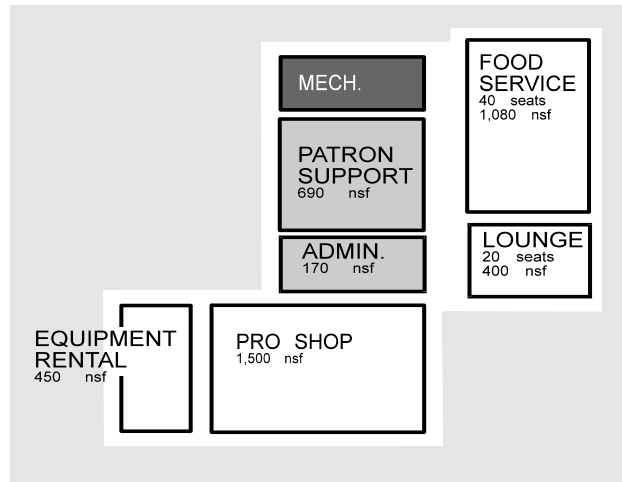 MECH.
PATRON
SUPPORT
690 nsf
ADMIN.
170 nsf
FOOD
SERVICE
40 seats
1,080 nsf
LOUNGE
20 seats
400 nsf
EQUIPMENT
RENTAL
450 nsf
PRO SHOP
1,500 nsf